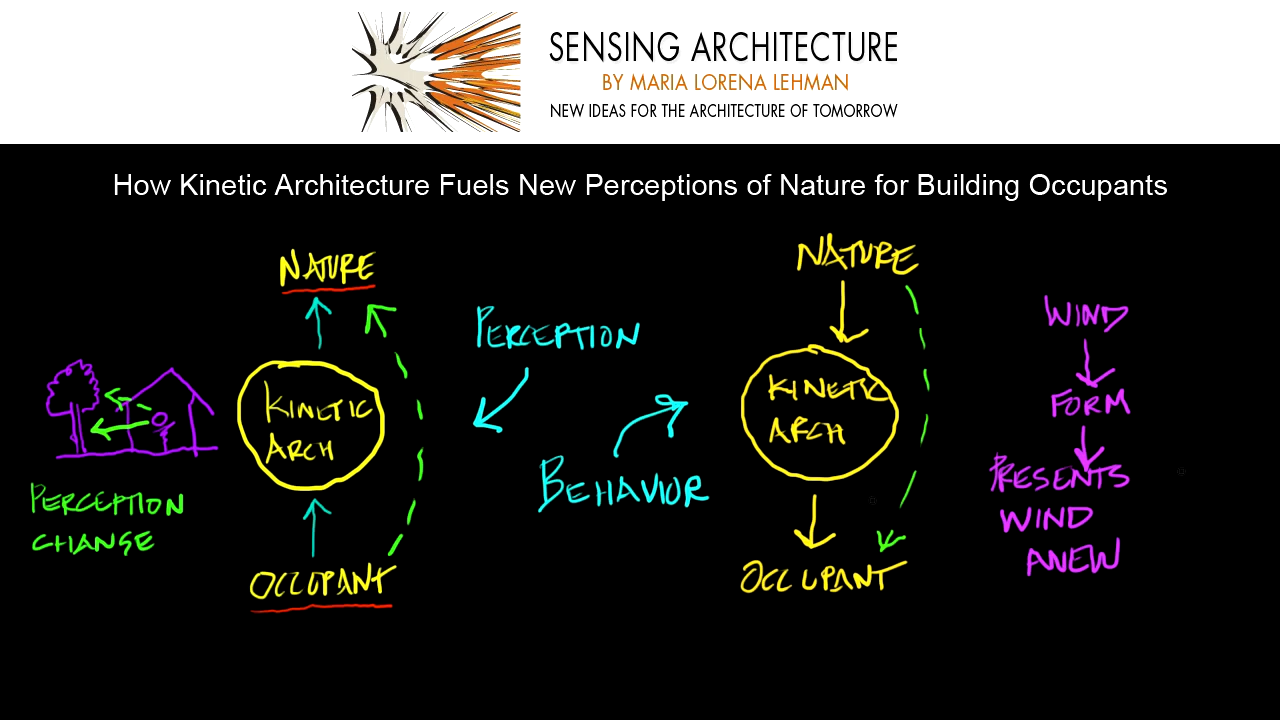 SENSING ARCHITECTURE
BY MARIA LORENA LEHMAN
NEW IDEAS FOR THE ARCHITECTURE OF TOMORROW
How Kinetic Architecture Fuels New Perceptions of Nature for Building Occupants
NATURE
KINETIC
ARCH
OCCUPANT
PERCEPTION
CHANGE
PERCEPTION
BEHAVIOR
NATURE
KINETIC
ARCH
OCCUPANT
WIND
FORM
PRESENTS
WIND
ANEW